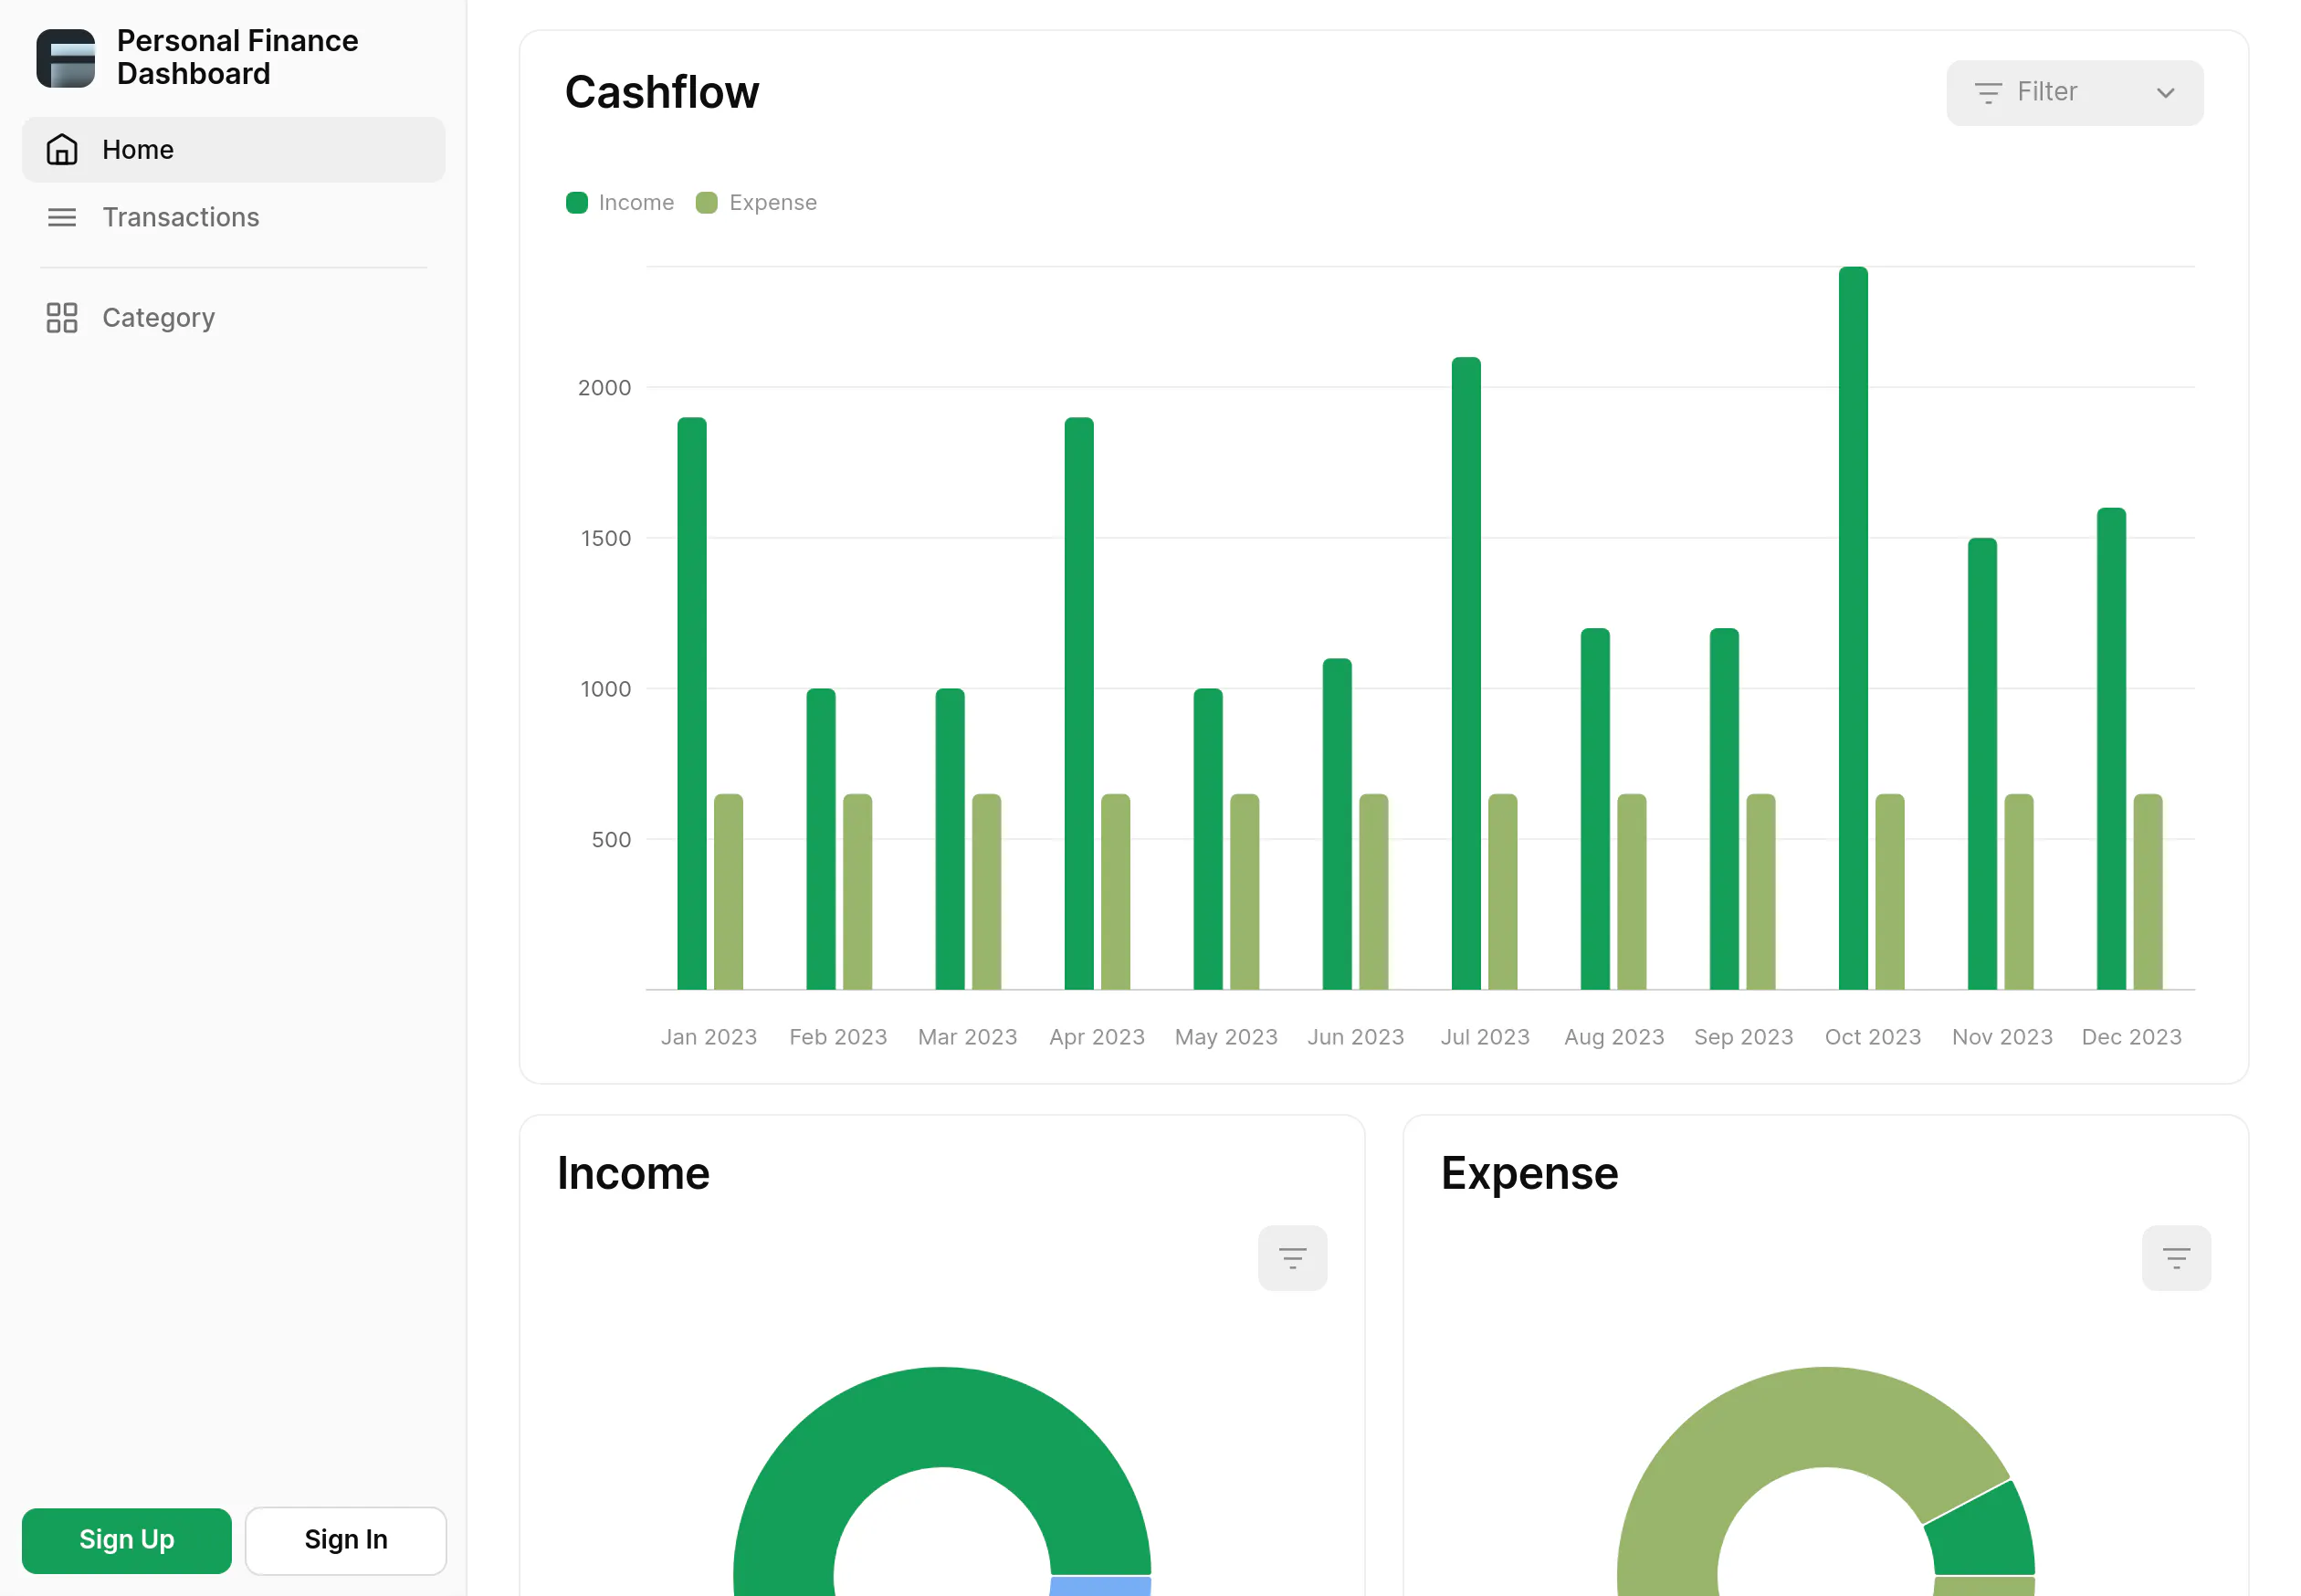 Personal Finance
Dashboard
Home
Transactions
Category
Sign Up
Sign In
Cashflow
Filter
Income
Expense
2000
1500
1000
500
Jan 2023
Feb 2023
Mar 2023
Apr 2023
May 2023
Jun 2023
Jul 2023
Aug 2023
Sep 2023
Oct 2023
Nov 2023
Dec 2023
Income
Expense